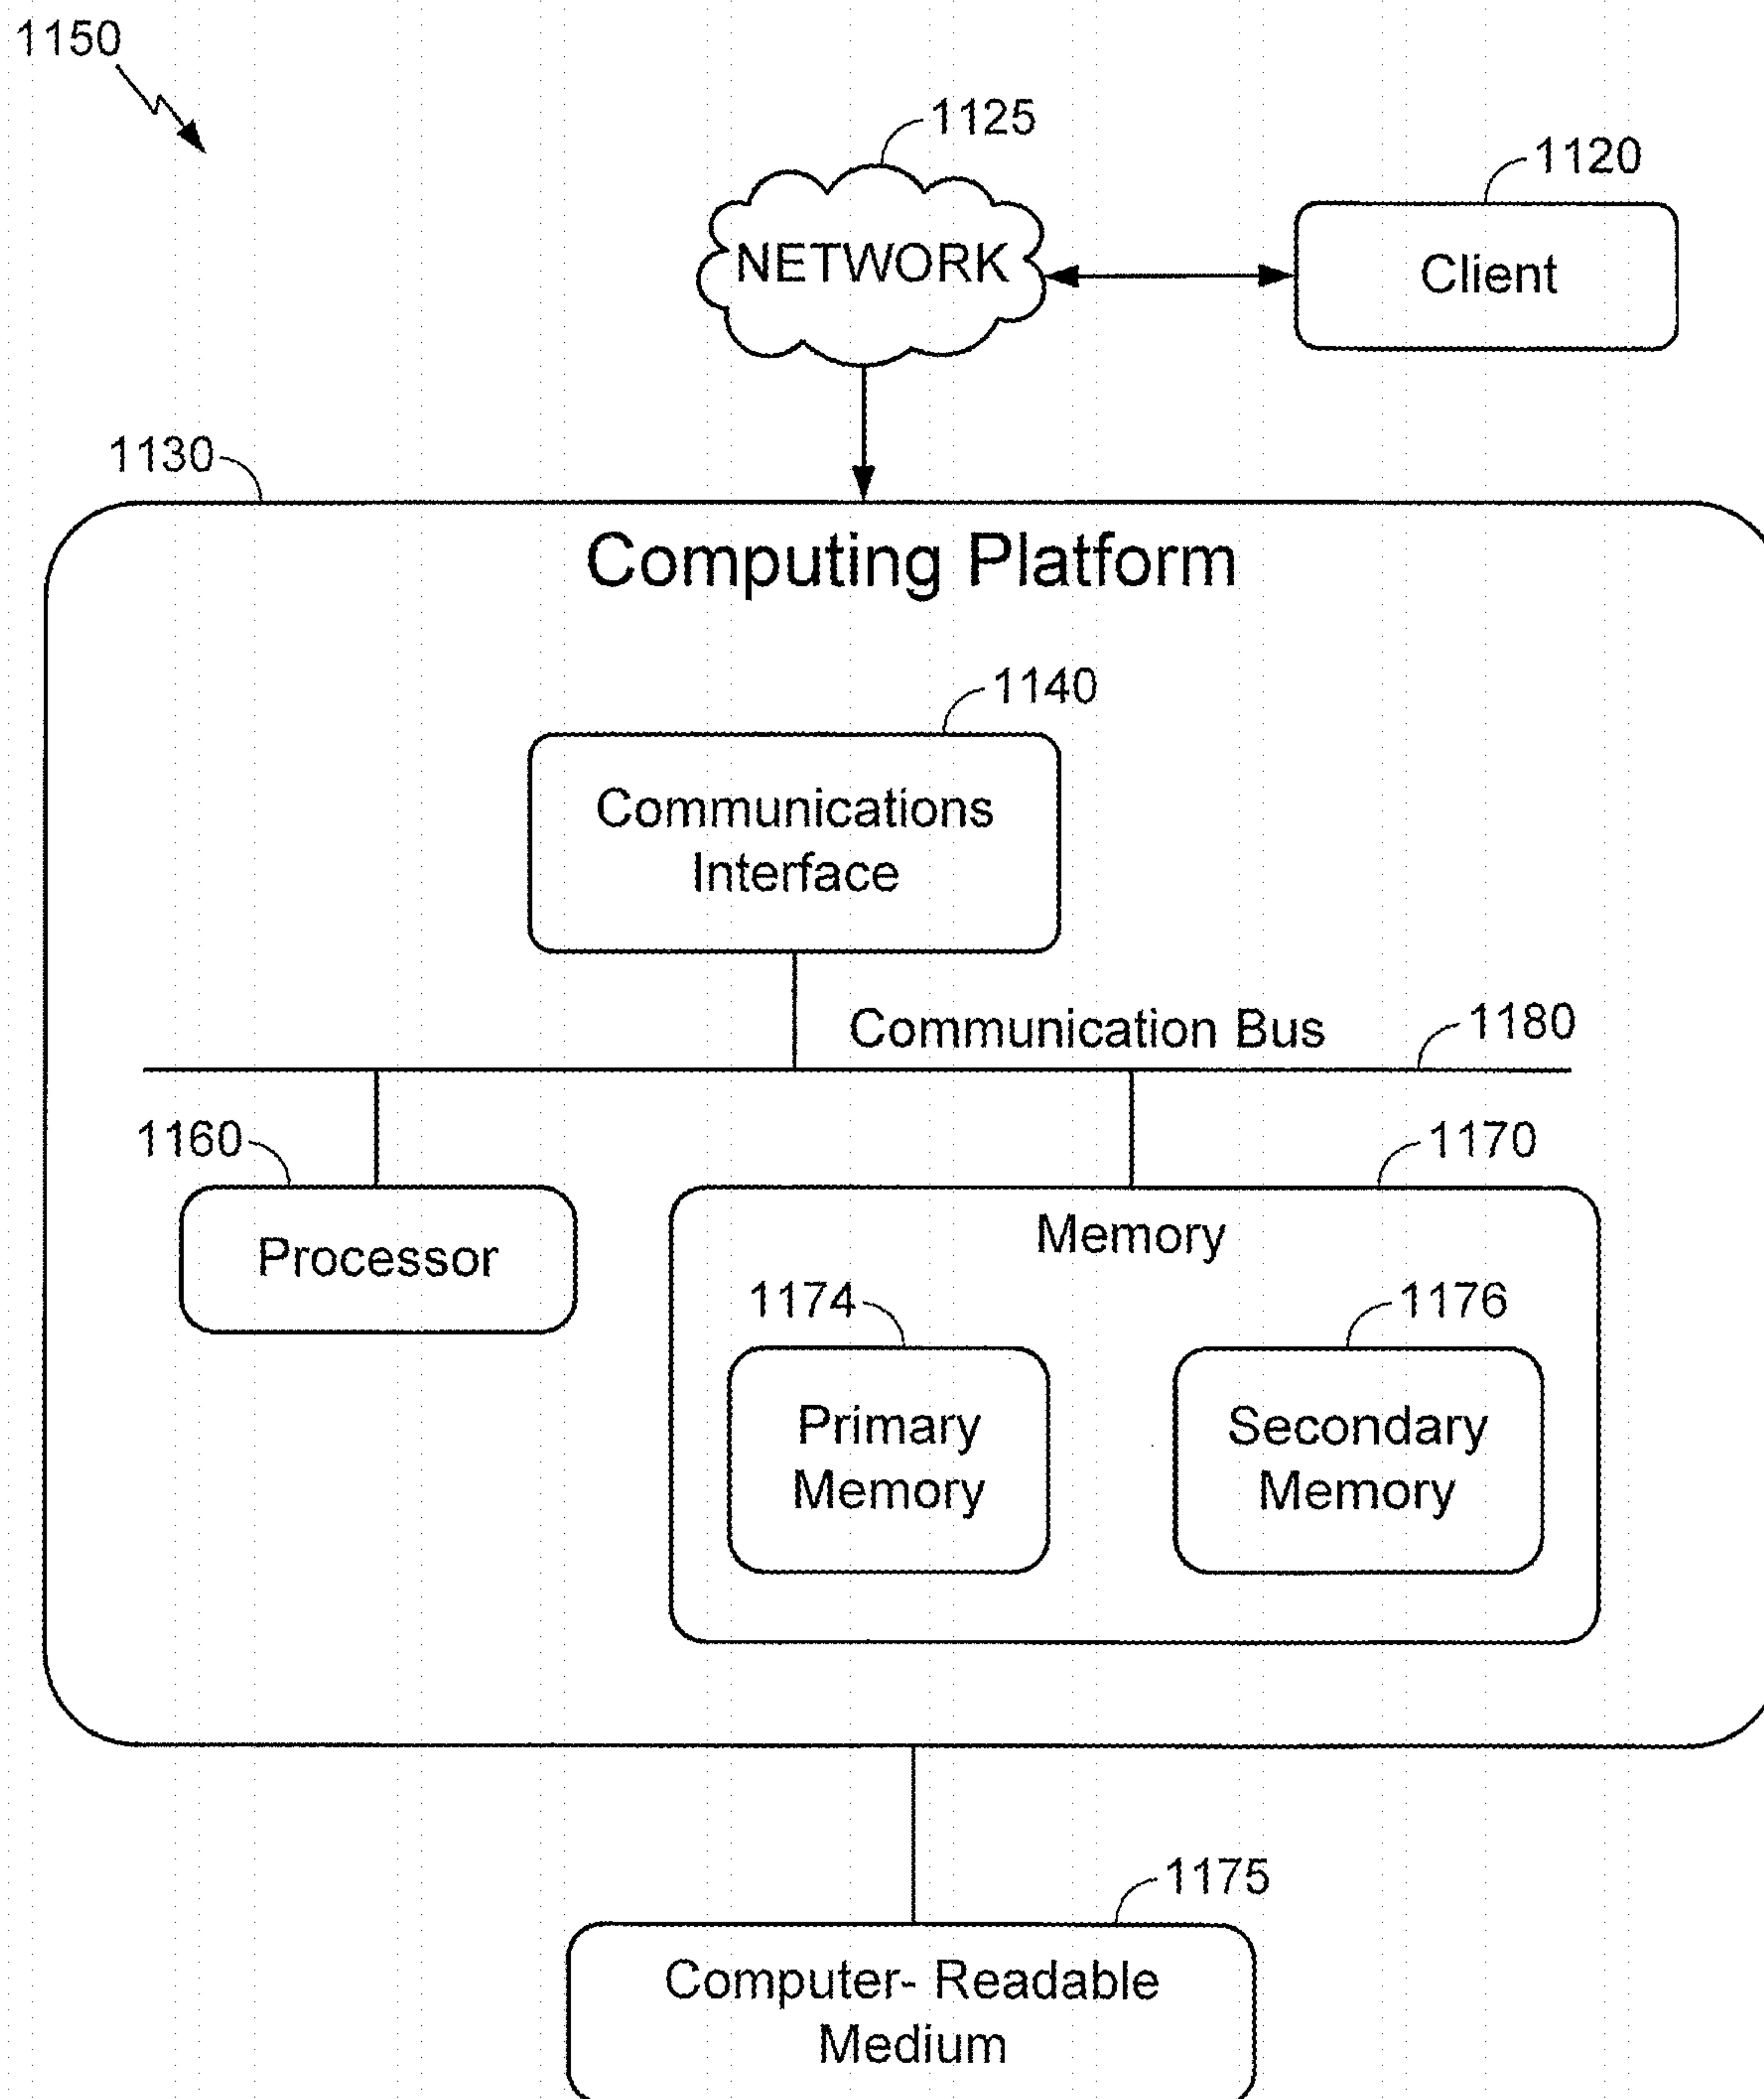 1150
1125
1120
NETWORK
Client
1130
Computing Platform
1140
Communications
Interface
Communication Bus
1180
1160
1170
Processor
Memory
1174
1176
Primary
Memory
Secondary
Memory
1175
Computer- Readable
Medium